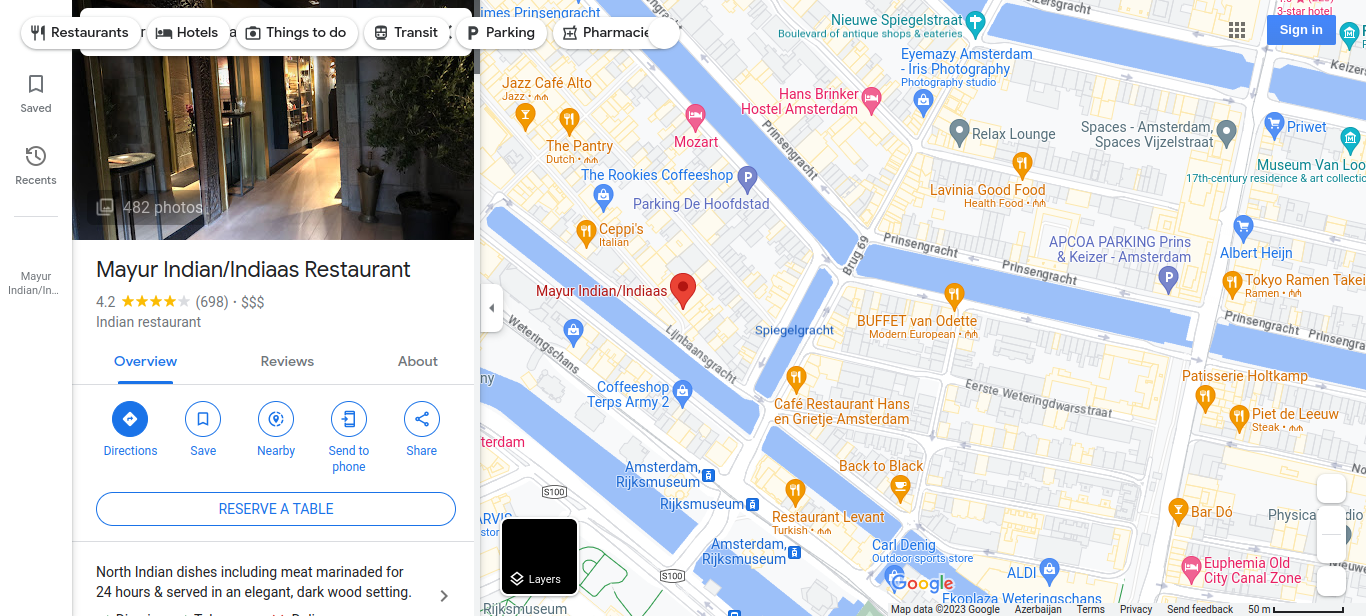 Restaurants
Hotels
Things to do
Transit
Parking
Pharmacie
Sign in
Saved
Recents
Mayur
Indian/In...
482 photos
Mayur Indian/Indiaas Restaurant
4.2 (698) · $$$
Indian restaurant
Overview
Reviews
About
Directions
Save
Nearby
Send to
phone
Share
RESERVE A TABLE
North Indian dishes including meat marinaded for
24 hours & served in an elegant, dark wood setting.
imes Prinsengracht
Nieuwe Spiegelstraat
Boulevard of antique shops & eateries
3-star hotel
Keizers
Eyemazy Amsterdam
- Iris Photography
Photography studio
Jazz Café Alto
Jazz
Hans Brinker
Hostel Amsterdam
Prinsengracht
Mozart
The Pantry
Dutch
Relax Lounge
Spaces - Amsterdam,
Spaces Vijzelstraat
Priwet
Museum Van Loo
17th-century residence & art collectio
The Rookies Coffeeshop
Parking De Hoofdstad
P
Lavinia Good Food
Health Food
Ceppi's
Italian
Brug 69
Prinsengracht
Prinsengracht
APCOA PARKING Prins
& Keizer - Amsterdam
P
Albert Heijn
Mayur Indian/Indiaas
Tokyo Ramen Takei
Ramen
BUFFET van Odette
Modern European
Spiegelgracht
Prinsengracht
Weteringschans
Lijnbaansgracht
ny
Coffeeshop
Terps Army 2
Café Restaurant Hans
en Grietje Amsterdam
Eerste Weteringdwarsstraat
Patisserie Holtkamp
Piet de Leeuw
Steak
terdam
Amsterdam,
Rijksmuseum
Back to Black
S100
Rijksmuseum
Restaurant Levant
Turkish
Bar Dó
Amsterdam,
Rijksmuseum
Carl Denig
Outdoor sports store
ALDI
Euphemia Old
City Canal Zone
S100
Layers
Google
Ekoplaza Weteringschans
Rijksmuseum
Map data ©2023 Google
Azerbaijan
Terms
Privacy
Send feedback
50 m